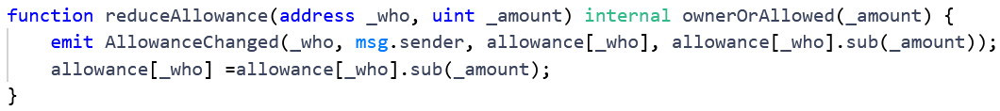 function reduceAllowance(address _who, uint _amount) internal ownerOrAllowed(_amount) {
    emit AllowanceChanged(_who, msg.sender, allowance[_who], allowance[_who].sub(_amount));
    allowance[_who] =allowance[_who].sub(_amount);
}